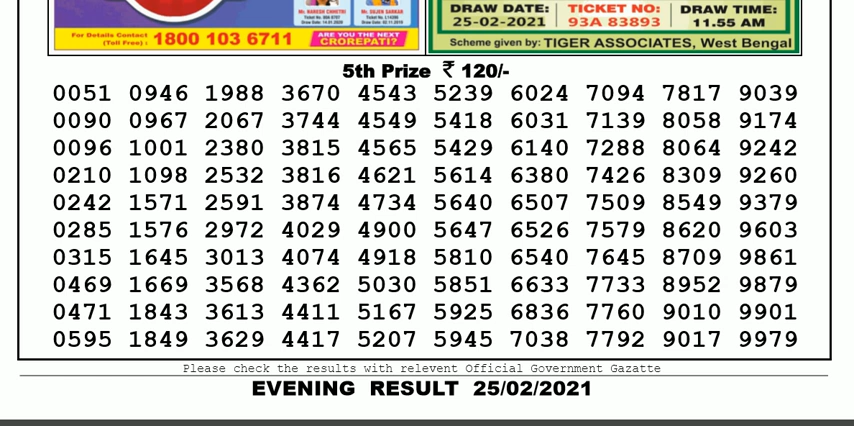 Mr. NARESH CHHETRI
Mr. RAJEN SARKAR
For Details Contact
(Toll Free) : 1800 103 6711
ARE YOU THE NEXT
CROREPATI?
DRAW DATE: TICKET NO: DRAW TIME:
25-02-2021 93A 83893 11.55 AM
Scheme given by: TIGER ASSOCIATES, West Bengal
5th Prize ₹ 120/-
0051 0946 1988 3670 4543 5239 6024 7094 7817 9039
0090 0967 2067 3744 4549 5418 6031 7139 8058 9174
0096 1001 2380 3815 4565 5429 6140 7288 8064 9242
0210 1098 2532 3816 4621 5614 6380 7426 8309 9260
0242 1571 2591 3874 4734 5640 6507 7509 8549 9379
0285 1576 2972 4029 4900 5647 6526 7579 8620 9603
0315 1645 3013 4074 4918 5810 6540 7645 8709 9861
0469 1669 3568 4362 5030 5851 6633 7733 8952 9879
0471 1843 3613 4411 5167 5925 6836 7760 9010 9901
0595 1849 3629 4417 5207 5945 7038 7792 9017 9979
Please check the results with relevent Official Government Gazatte
EVENING RESULT 25/02/2021